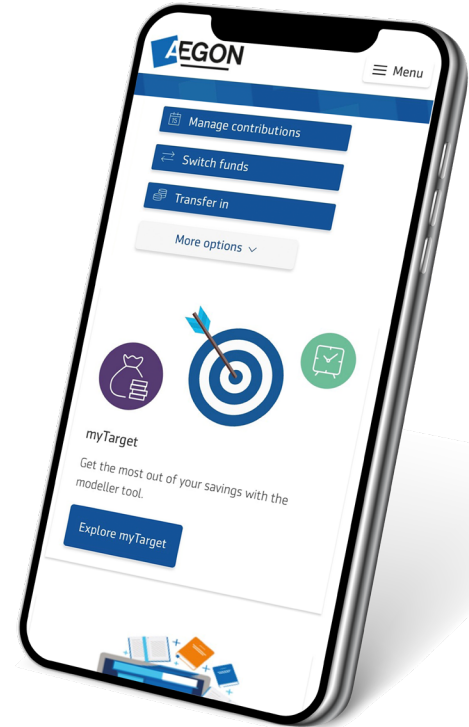 AEGON
Menu
15
Manage contributions
Switch funds
Transfer in
More options
myTarget
Get the most out of your savings with the
modeller tool.
Explore myTarget